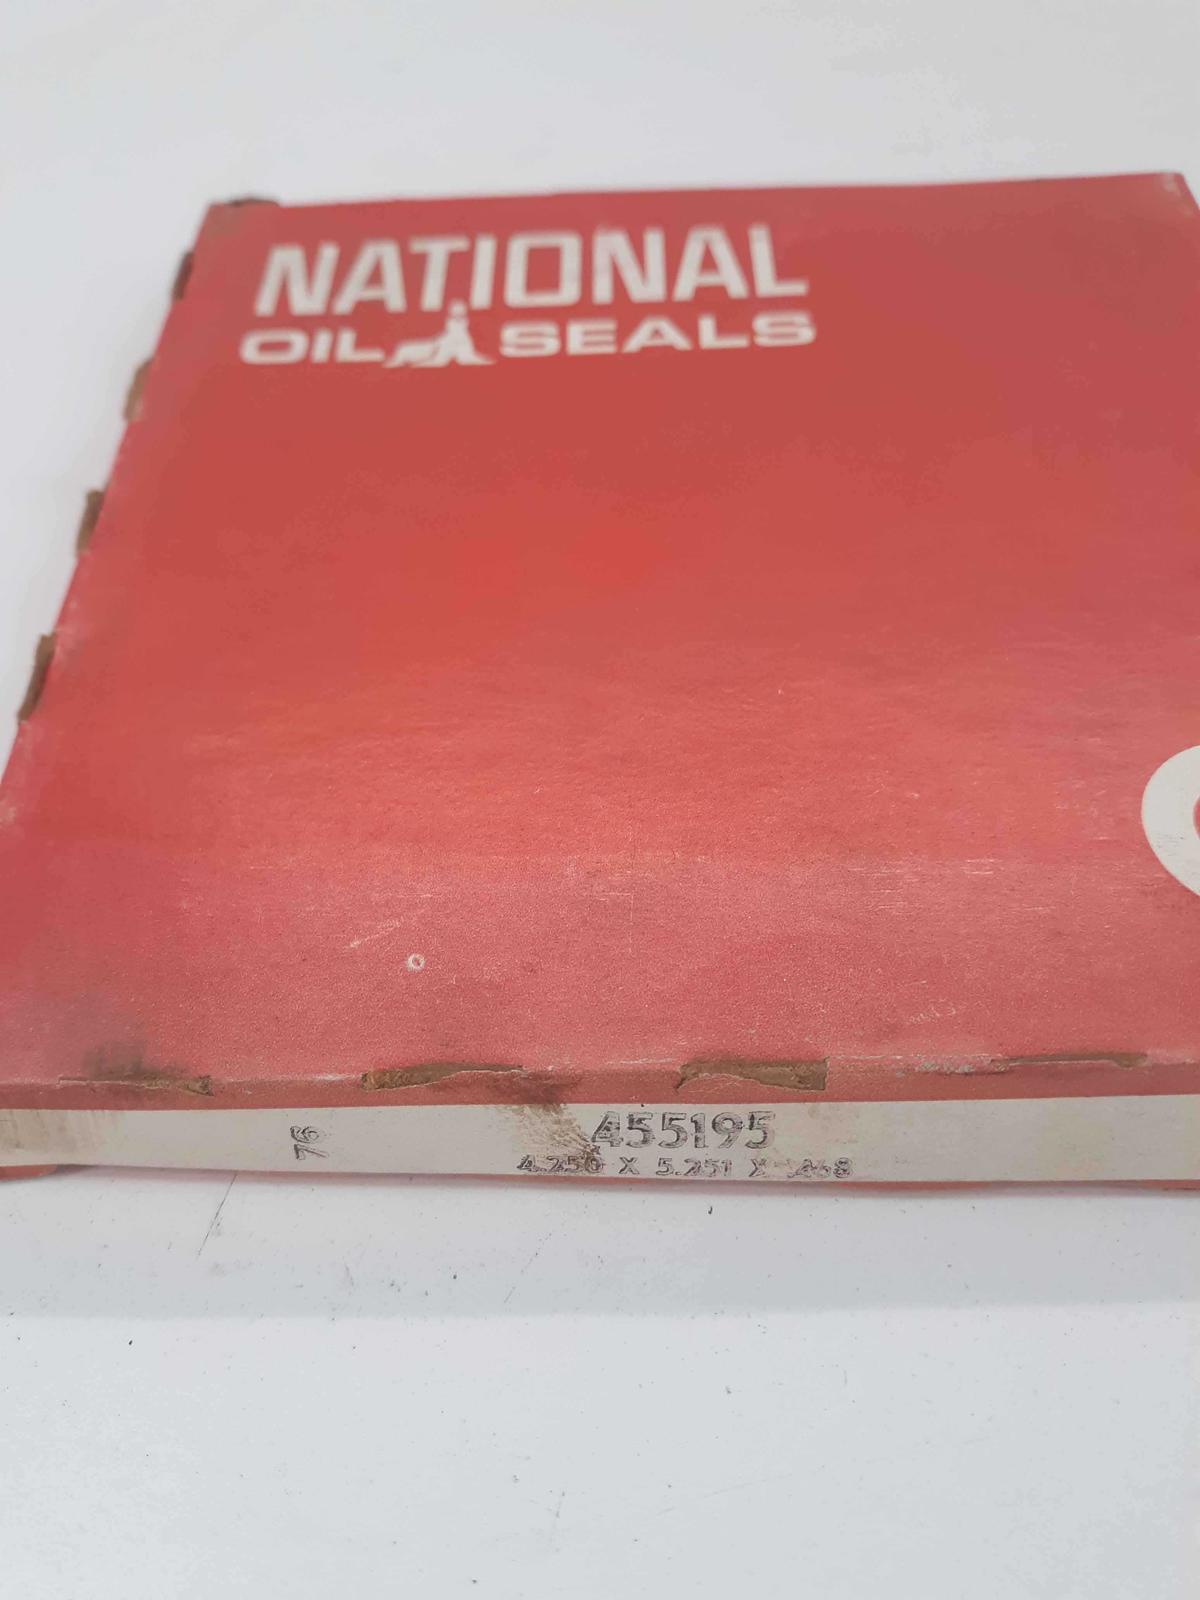 NATIONAL
OIL SEALS
76
455195
4.250 X 5.251 X .468